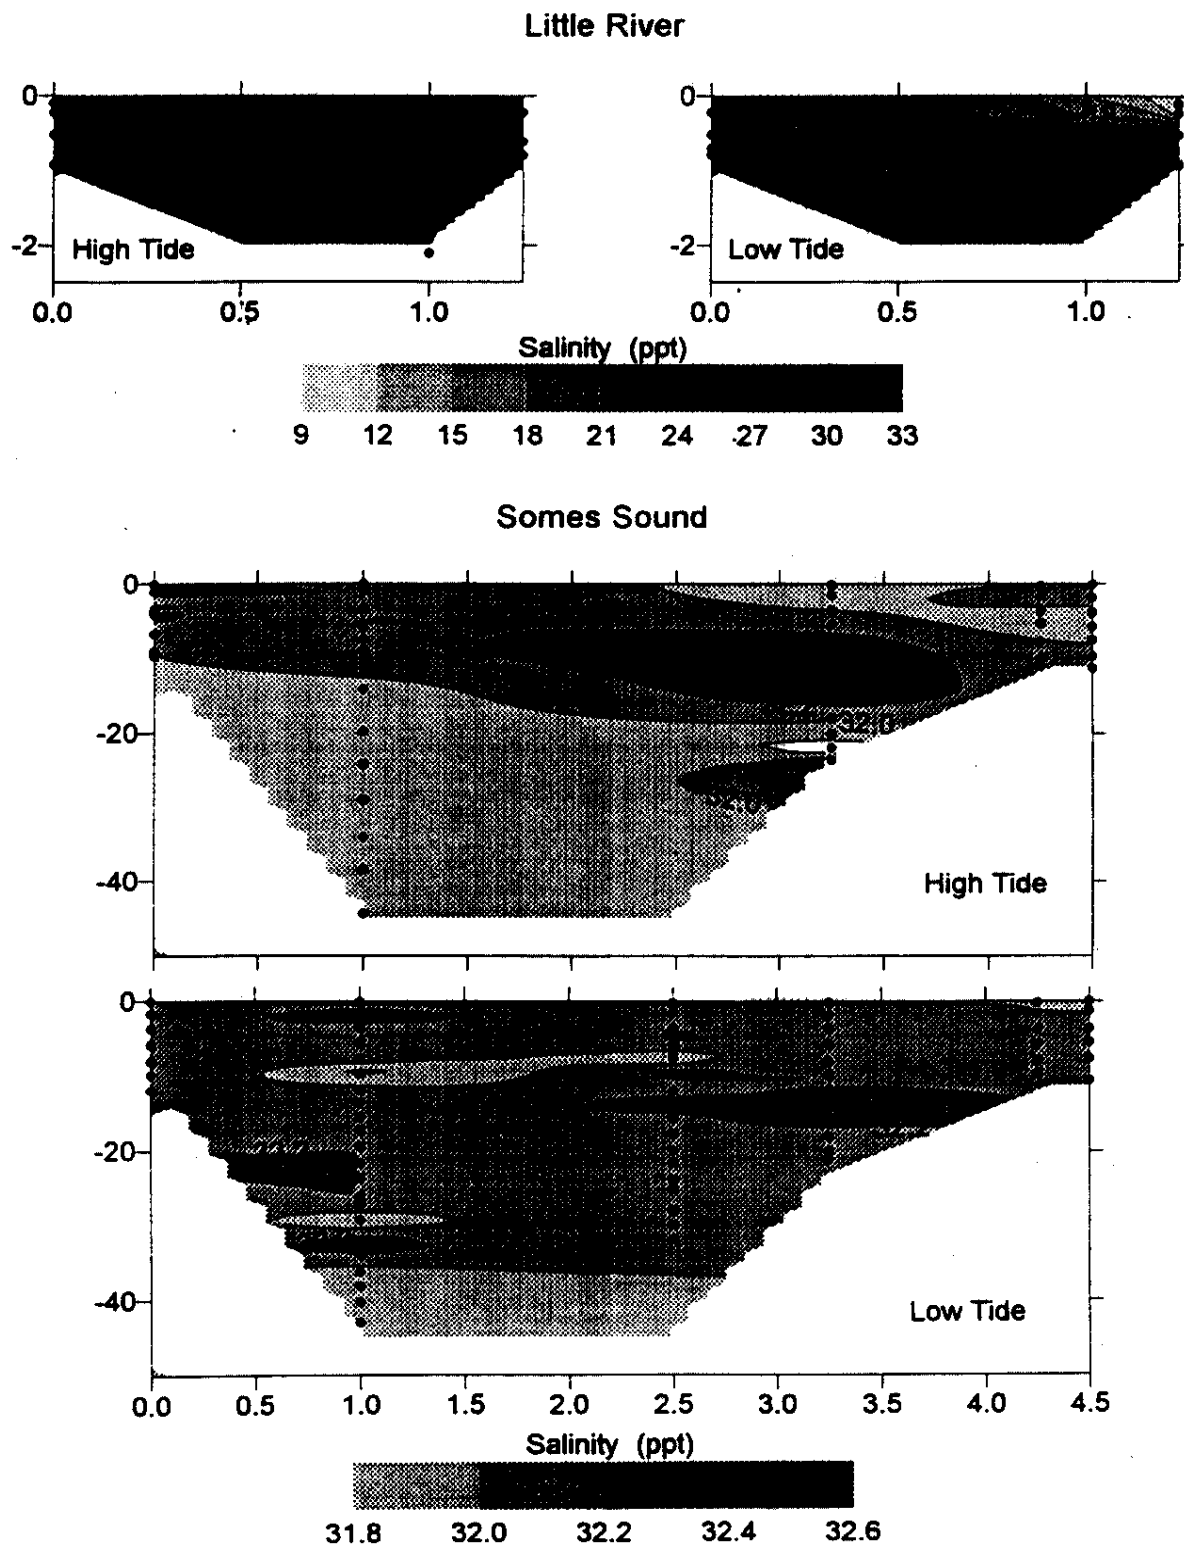 Little River
0 0
-2 High Tide -2 Low Tide
0.0 0.5 1.0 0.0 0.5 1.0
Salinity (ppt)
9 12 15 18 21 24 27 30 33
Somes Sound
0
-20
32.0
32.0
-40
High Tide
0
-20
-40
Low Tide
0.0 0.5 1.0 1.5 2.0 2.5 3.0 3.5 4.0 4.5
Salinity (ppt)
31.8 32.0 32.2 32.4 32.6